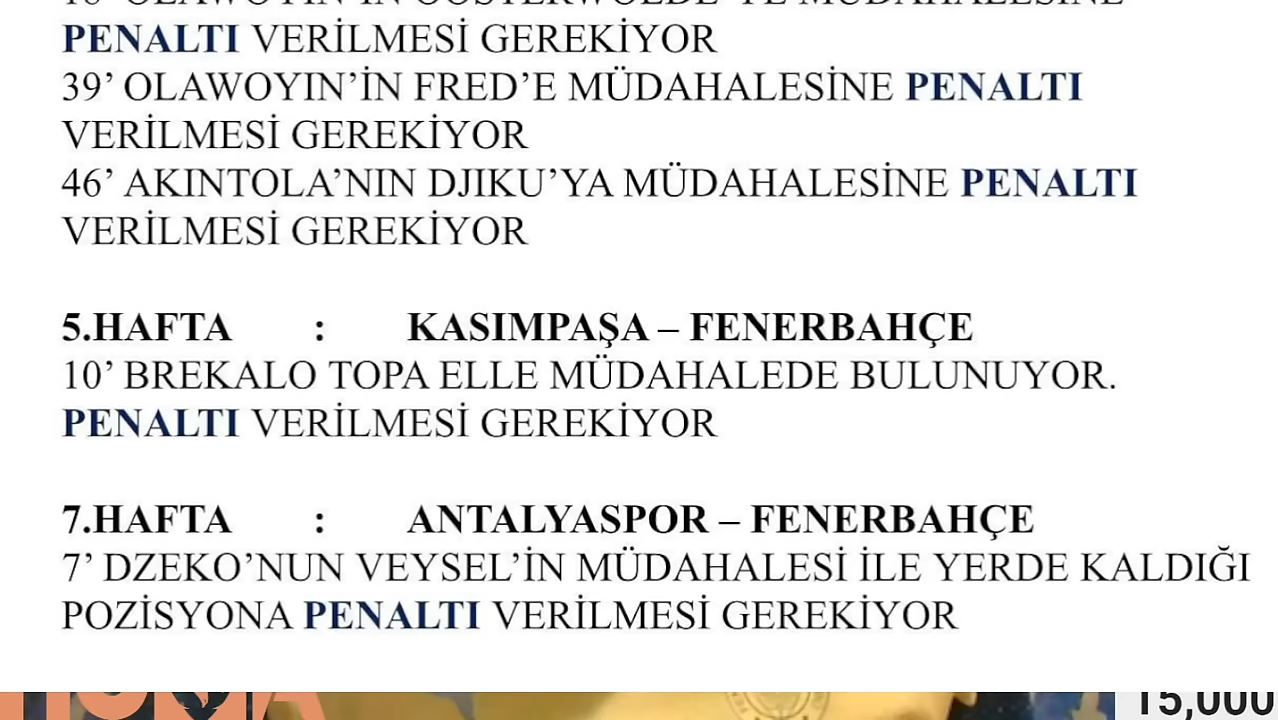 PENALTI VERİLMESİ GEREKİYOR
39’ OLAWOYIN’İN FRED’E MÜDAHALESİNE PENALTI
VERİLMESİ GEREKİYOR
46’ AKINTOLA’NIN DJIKU’YA MÜDAHALESİNE PENALTI
VERİLMESİ GEREKİYOR
5.HAFTA : KASIMPAŞA – FENERBAHÇE
10’ BREKALO TOPA ELLE MÜDAHALEDE BULUNUYOR.
PENALTI VERİLMESİ GEREKİYOR
7.HAFTA : ANTALYASPOR – FENERBAHÇE
7’ DZEKO’NUN VEYSEL’İN MÜDAHALESİ İLE YERDE KALDIĞI
POZİSYONA PENALTI VERİLMESİ GEREKİYOR
15,000